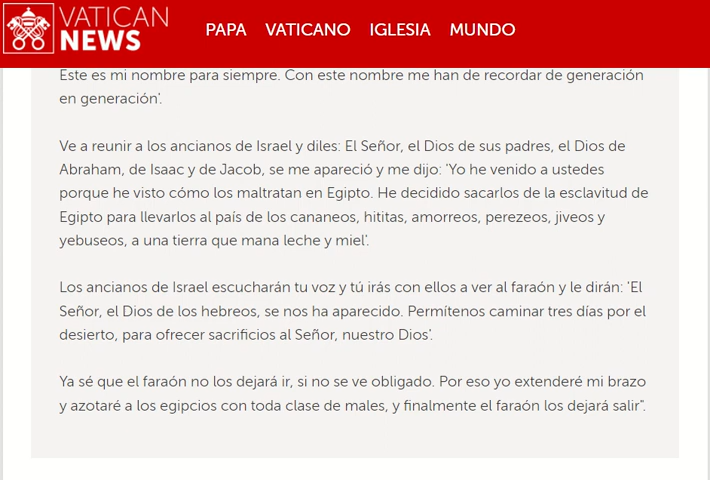 VATICAN
NEWS
PAPA VATICANO IGLESIA MUNDO
Este es mi nombre para siempre. Con este nombre me han de recordar de generación
en generación'.
Ve a reunir a los ancianos de Israel y diles: El Señor, el Dios de sus padres, el Dios de
Abraham, de Isaac y de Jacob, se me apareció y me dijo: 'Yo he venido a ustedes
porque he visto cómo los maltratan en Egipto. He decidido sacarlos de la esclavitud de
Egipto para llevarlos al país de los cananeos, hititas, amorreos, perezeos, jiveos y
yebuseos, a una tierra que mana leche y miel'.
Los ancianos de Israel escucharán tu voz y tú irás con ellos a ver al faraón y le dirán: 'El
Señor, el Dios de los hebreos, se nos ha aparecido. Permítenos caminar tres días por el
desierto, para ofrecer sacrificios al Señor, nuestro Dios'.
Ya sé que el faraón no los dejará ir, si no se ve obligado. Por eso yo extenderé mi brazo
y azotaré a los egipcios con toda clase de males, y finalmente el faraón los dejará salir".